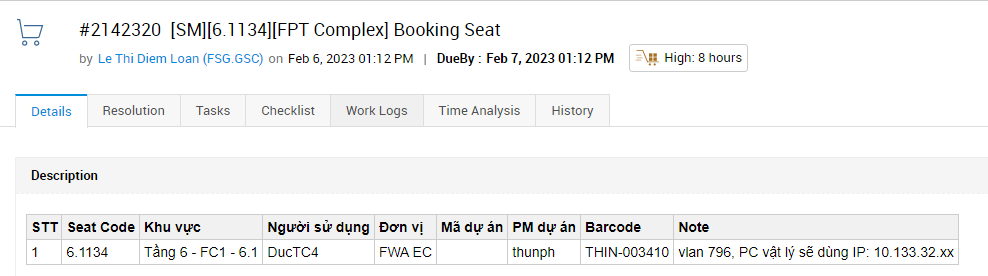 #2142320 [SM][6.1134][FPT Complex] Booking Seat
by Le Thi Diem Loan (FSG.GSC) on Feb 6, 2023 01:12 PM | DueBy : Feb 7, 2023 01:12 PM High: 8 hours
Details Resolution Tasks Checklist Work Logs Time Analysis History
Description
STT Seat Code Khu vực Người sử dụng Đơn vị Mã dự án PM dự án Barcode Note
1 6.1134 Tầng 6 - FC1 - 6.1 DucTC4 FWA EC thunph THIN-003410 vlan 796, PC vật lý sẽ dùng IP: 10.133.32.xx